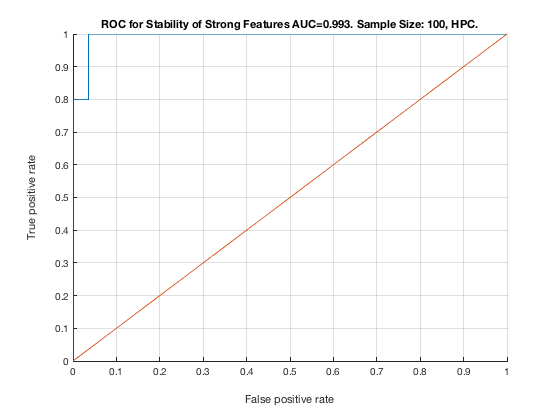 ROC for Stability of Strong Features AUC=0.993. Sample Size: 100, HPC.
1
0.9
0.8
0.7
0.6
0.5
0.4
0.3
0.2
0.1
0
True positive rate
0 0.1 0.2 0.3 0.4 0.5 0.6 0.7 0.8 0.9 1
False positive rate